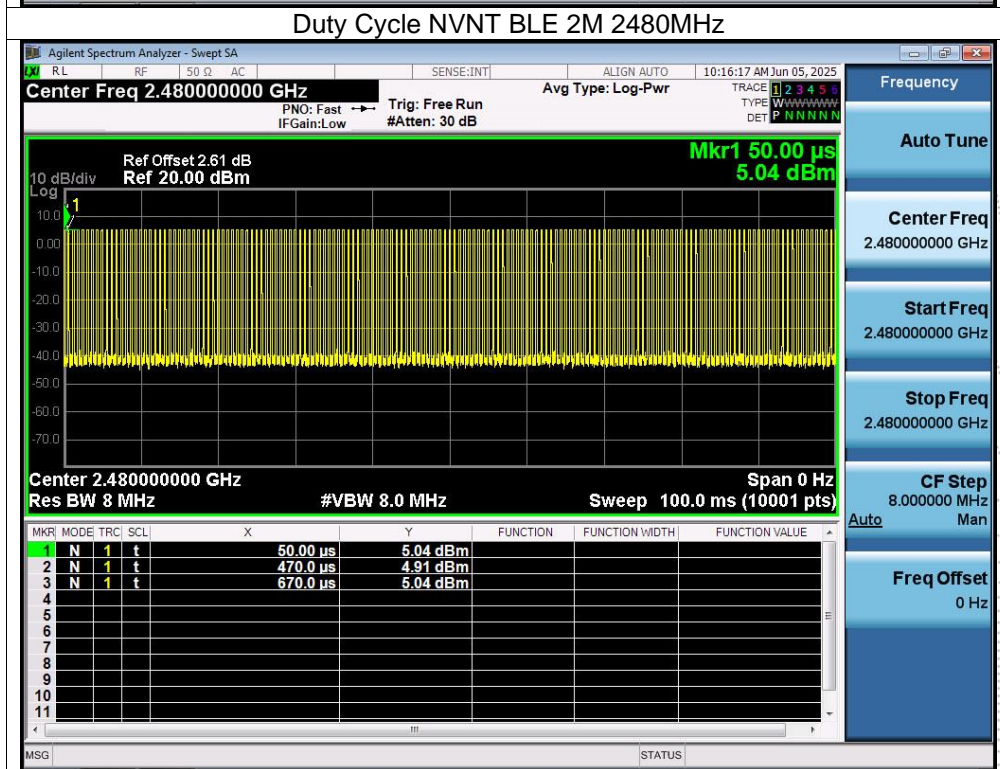 Duty Cycle NVNT BLE 2M 2480MHz
Agilent Spectrum Analyzer - Swept SA
LXI RL RF 50 Ω AC SENSE:INT ALIGN AUTO 10:16:17 AM Jun 05, 2025
Center Freq 2.480000000 GHz
PNO: Fast
IFGain:Low
Trig: Free Run
#Atten: 30 dB
Avg Type: Log-Pwr
TRACE 1 2 3 4 5 6
TYPE WWWWWW
DET P N N N N N
Mkr1 50.00 µs
5.04 dBm
Ref Offset 2.61 dB
10 dB/div Ref 20.00 dBm
Log
1
10.0
0.00
-10.0
-20.0
-30.0
-40.0
-50.0
-60.0
-70.0
Center 2.480000000 GHz Span 0 Hz
Res BW 8 MHz #VBW 8.0 MHz Sweep 100.0 ms (10001 pts)
MKR MODE TRC SCL X Y FUNCTION FUNCTION WIDTH FUNCTION VALUE
1 N 1 t 50.00 µs 5.04 dBm
2 N 1 t 470.0 µs 4.91 dBm
3 N 1 t 670.0 µs 5.04 dBm
4
5
6
7
8
9
10
11
MSG STATUS
Frequency
Auto Tune
Center Freq
2.480000000 GHz
Start Freq
2.480000000 GHz
Stop Freq
2.480000000 GHz
CF Step
8.000000 MHz
Auto Man
Freq Offset
0 Hz